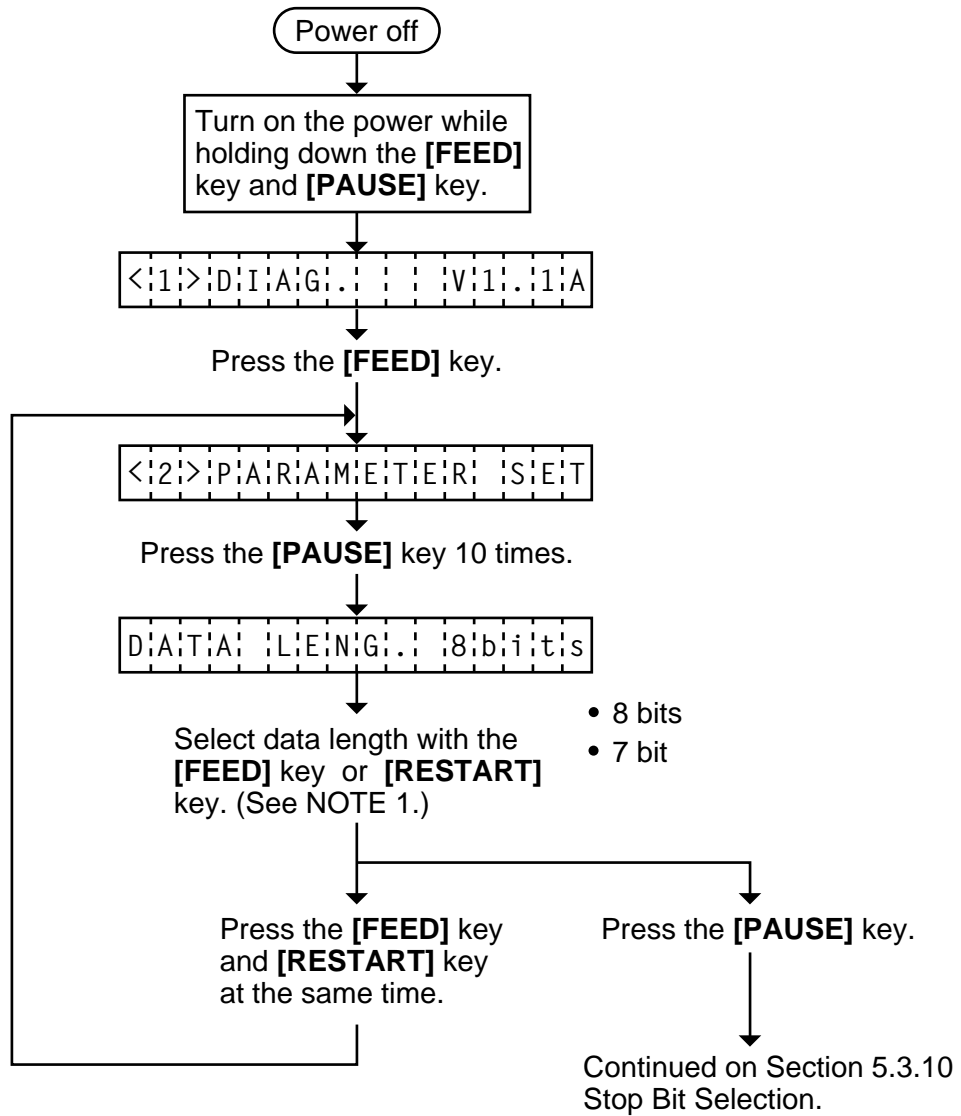 Power off
Turn on the power while
holding down the [FEED]
key and [PAUSE] key.
<1>DIAG.   V1.1A
Press the [FEED] key.
<2>PARAMETER SET
Press the [PAUSE] key 10 times.
DATA LENG. 8bits
Select data length with the
[FEED] key or [RESTART]
key. (See NOTE 1.)
• 8 bits
• 7 bit
Press the [FEED] key
and [RESTART] key
at the same time.
Press the [PAUSE] key.
Continued on Section 5.3.10
Stop Bit Selection.